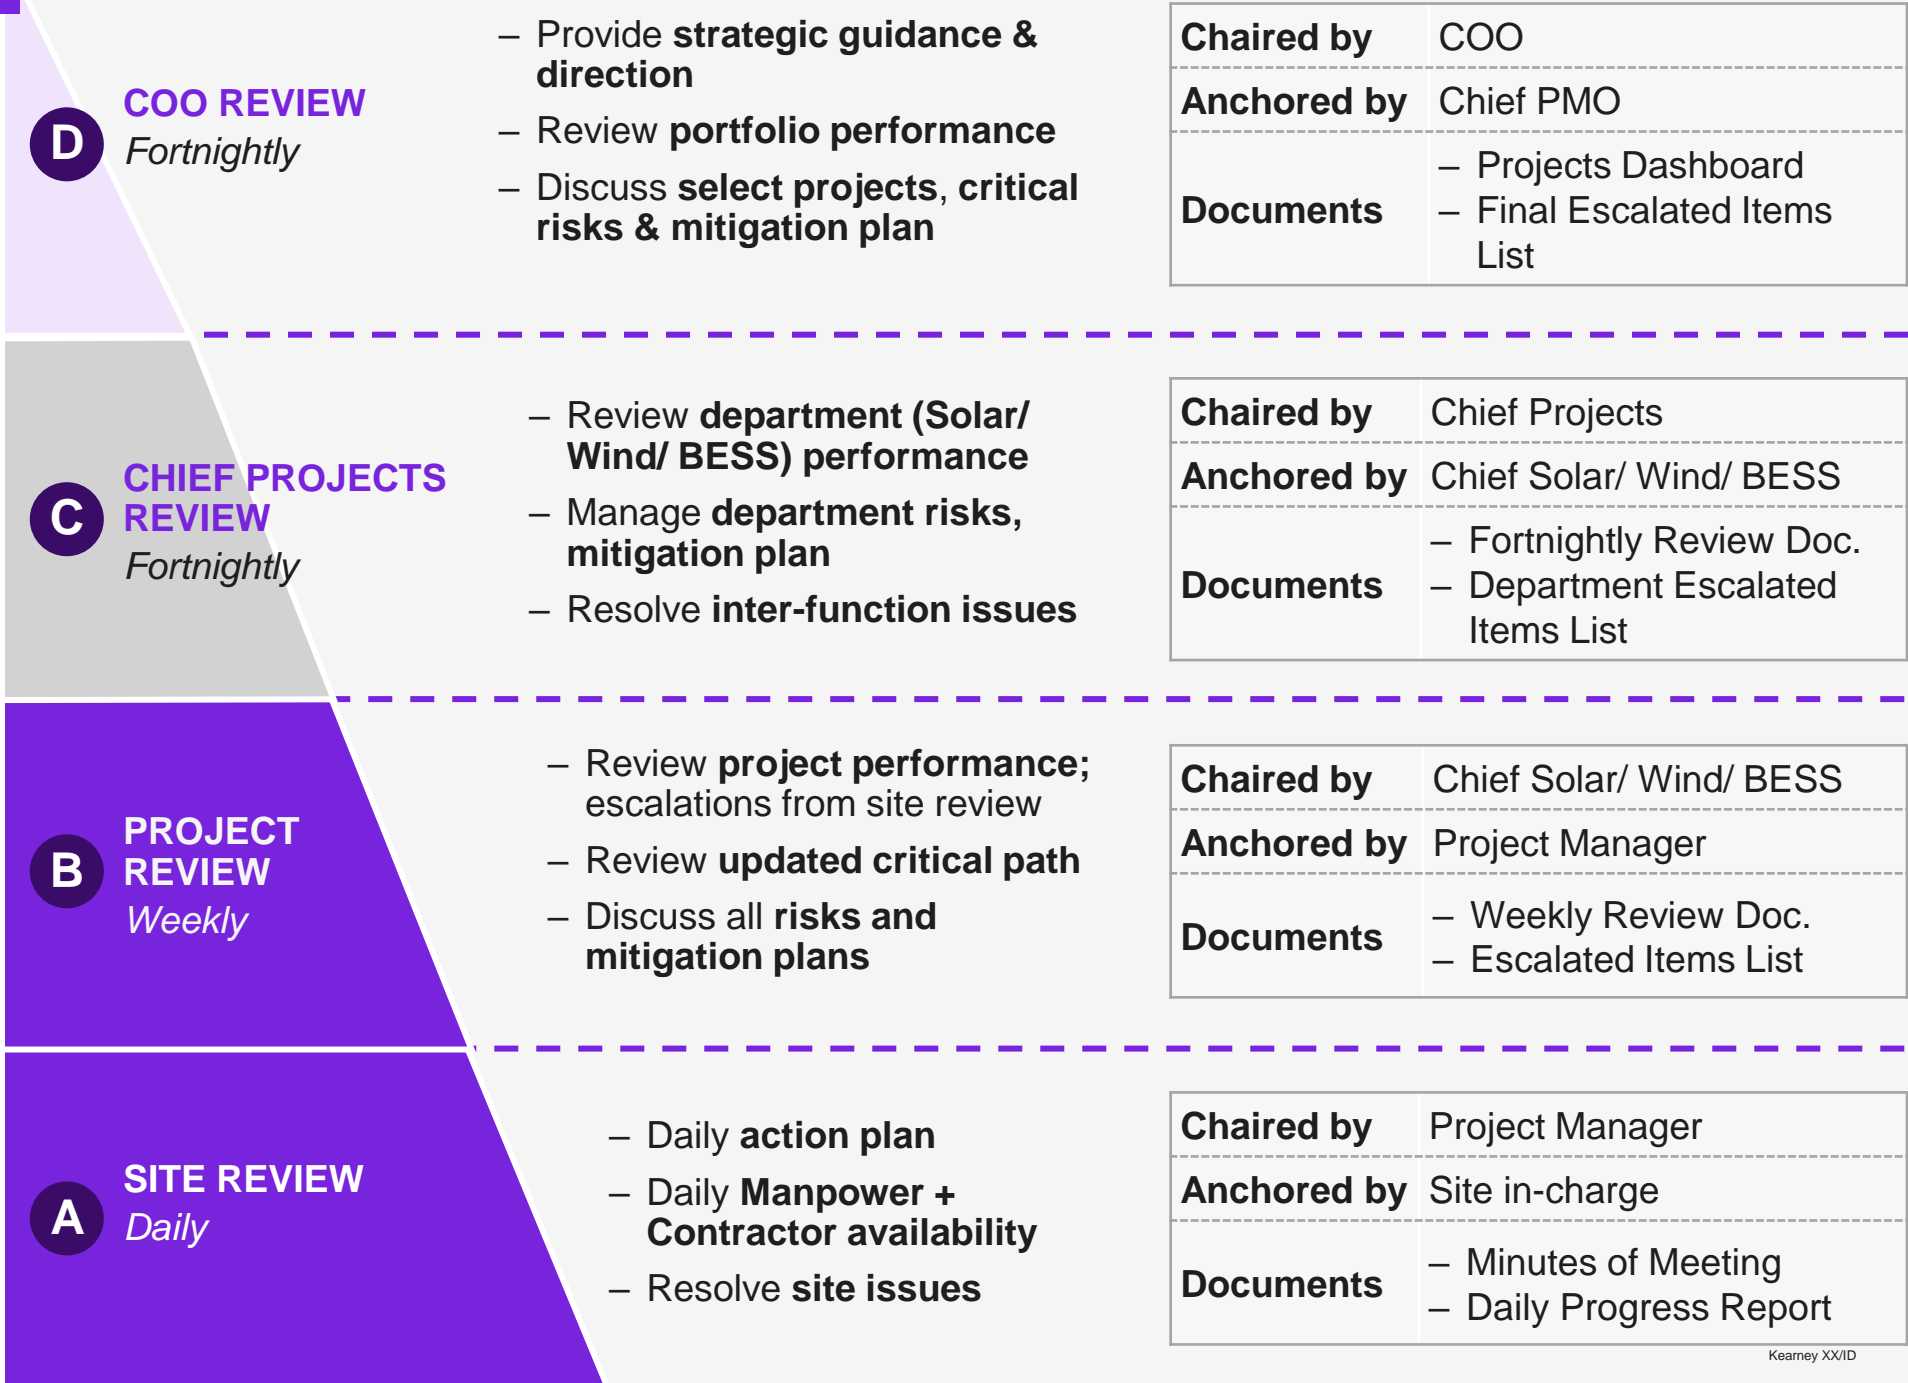 D
COO REVIEW
Fortnightly
– Provide strategic guidance &
direction
– Review portfolio performance
– Discuss select projects, critical
risks & mitigation plan
Chaired by COO
Anchored by Chief PMO
Documents
– Projects Dashboard
– Final Escalated Items
List
C
CHIEF PROJECTS
REVIEW
Fortnightly
– Review department (Solar/
Wind/ BESS) performance
– Manage department risks,
mitigation plan
– Resolve inter-function issues
Chaired by Chief Projects
Anchored by Chief Solar/ Wind/ BESS
Documents
– Fortnightly Review Doc.
– Department Escalated
Items List
B
PROJECT
REVIEW
Weekly
– Review project performance;
escalations from site review
– Review updated critical path
– Discuss all risks and
mitigation plans
Chaired by Chief Solar/ Wind/ BESS
Anchored by Project Manager
Documents
– Weekly Review Doc.
– Escalated Items List
A
SITE REVIEW
Daily
– Daily action plan
– Daily Manpower +
Contractor availability
– Resolve site issues
Chaired by Project Manager
Anchored by Site in-charge
Documents
– Minutes of Meeting
– Daily Progress Report
Kearney XX/ID